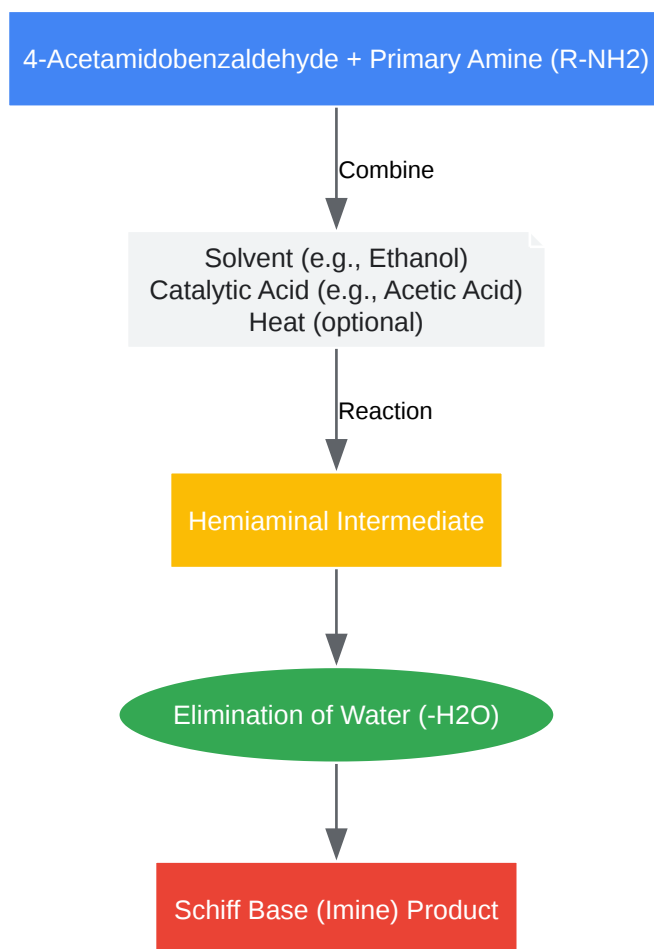 4-Acetamidobenzaldehyde + Primary Amine (R-NH2)
Combine
Solvent (e.g., Ethanol)
Catalytic Acid (e.g., Acetic Acid)
Heat (optional)
Reaction
Hemiaminal Intermediate
Elimination of Water (-H2O)
Schiff Base (Imine) Product